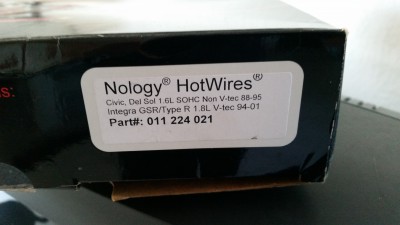 Nology® HotWires®
Civic, Del Sol 1.6L SOHC Non V-tec 88-95
Integra GSR/Type R 1.8L V-tec 94-01
Part#: 011 224 021
s: